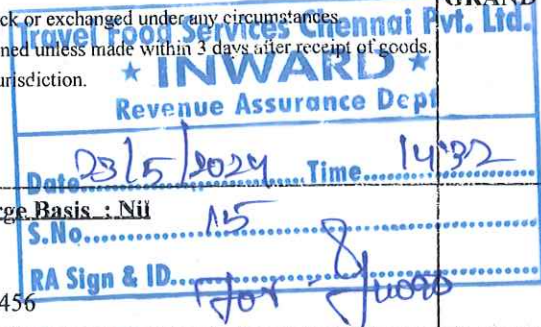 ck or exchanged under any circumstances. GRAND
Travel Food Services Chennai Pvt. Ltd.
ned unless made within 3 days after receipt of goods.
★ INWARD ★
urisdiction.
Revenue Assurance Dept
Date 23/5/2024 Time 14:32
rge Basis : Nil
S.No. 15
RA Sign & ID
456